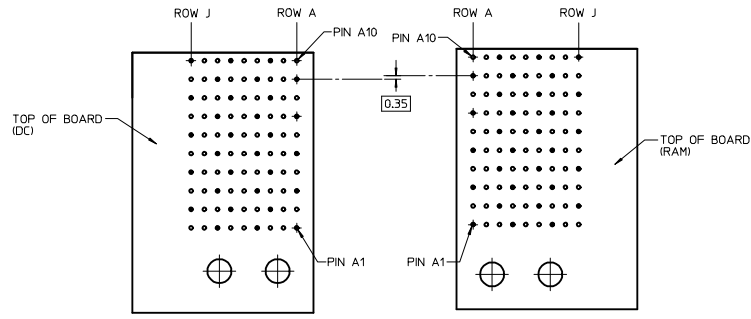 ROW J
ROW A
PIN A10
TOP OF BOARD
(DC)
PIN A1
0.35
ROW A
ROW J
PIN A10
TOP OF BOARD
(RAM)
PIN A1